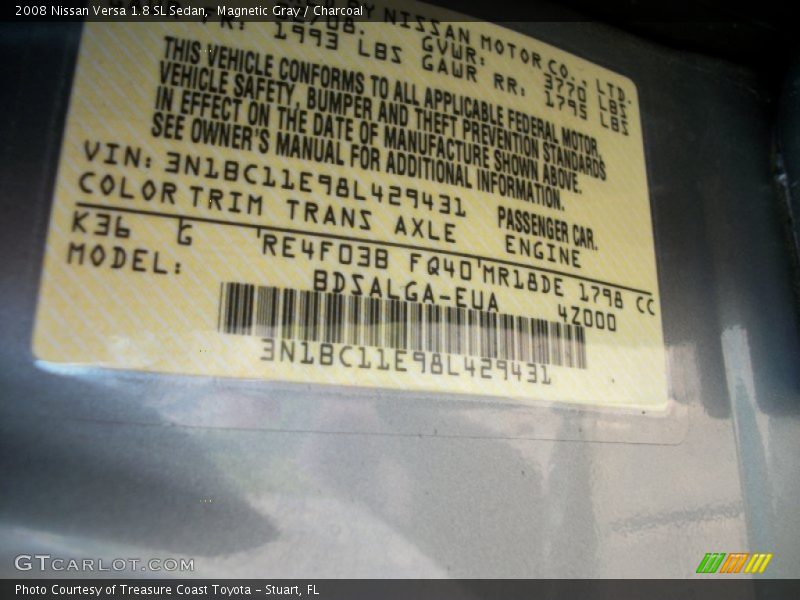 2008 Nissan Versa 1.8 SL Sedan, Magnetic Gray / Charcoal
NISSAN MOTOR CO., LTD.
GVWR: 3770 LBS
1993 LBS GAWR RR: 1795 LBS
THIS VEHICLE CONFORMS TO ALL APPLICABLE FEDERAL MOTOR
VEHICLE SAFETY, BUMPER AND THEFT PREVENTION STANDARDS
IN EFFECT ON THE DATE OF MANUFACTURE SHOWN ABOVE.
SEE OWNER'S MANUAL FOR ADDITIONAL INFORMATION.
VIN: 3N1BC11E98L429431 PASSENGER CAR.
COLOR TRIM TRANS AXLE ENGINE
K36 G RE4F03B FQ40 MR18DE 1798 CC
MODEL: BDSALGA-EUA 4Z000
3N1BC11E98L429431
GTCARLOT.COM
Photo Courtesy of Treasure Coast Toyota - Stuart, FL